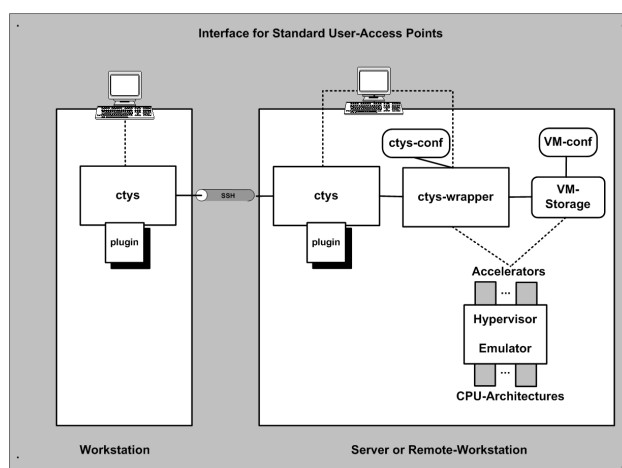 Interface for Standard User-Access Points
ctys-conf
VM-conf
ctys
SSH
ctys
ctys-wrapper
VM-
Storage
plugin
plugin
Accelerators
...
Hypervisor
Emulator
...
CPU-Architectures
Workstation
Server or Remote-Workstation